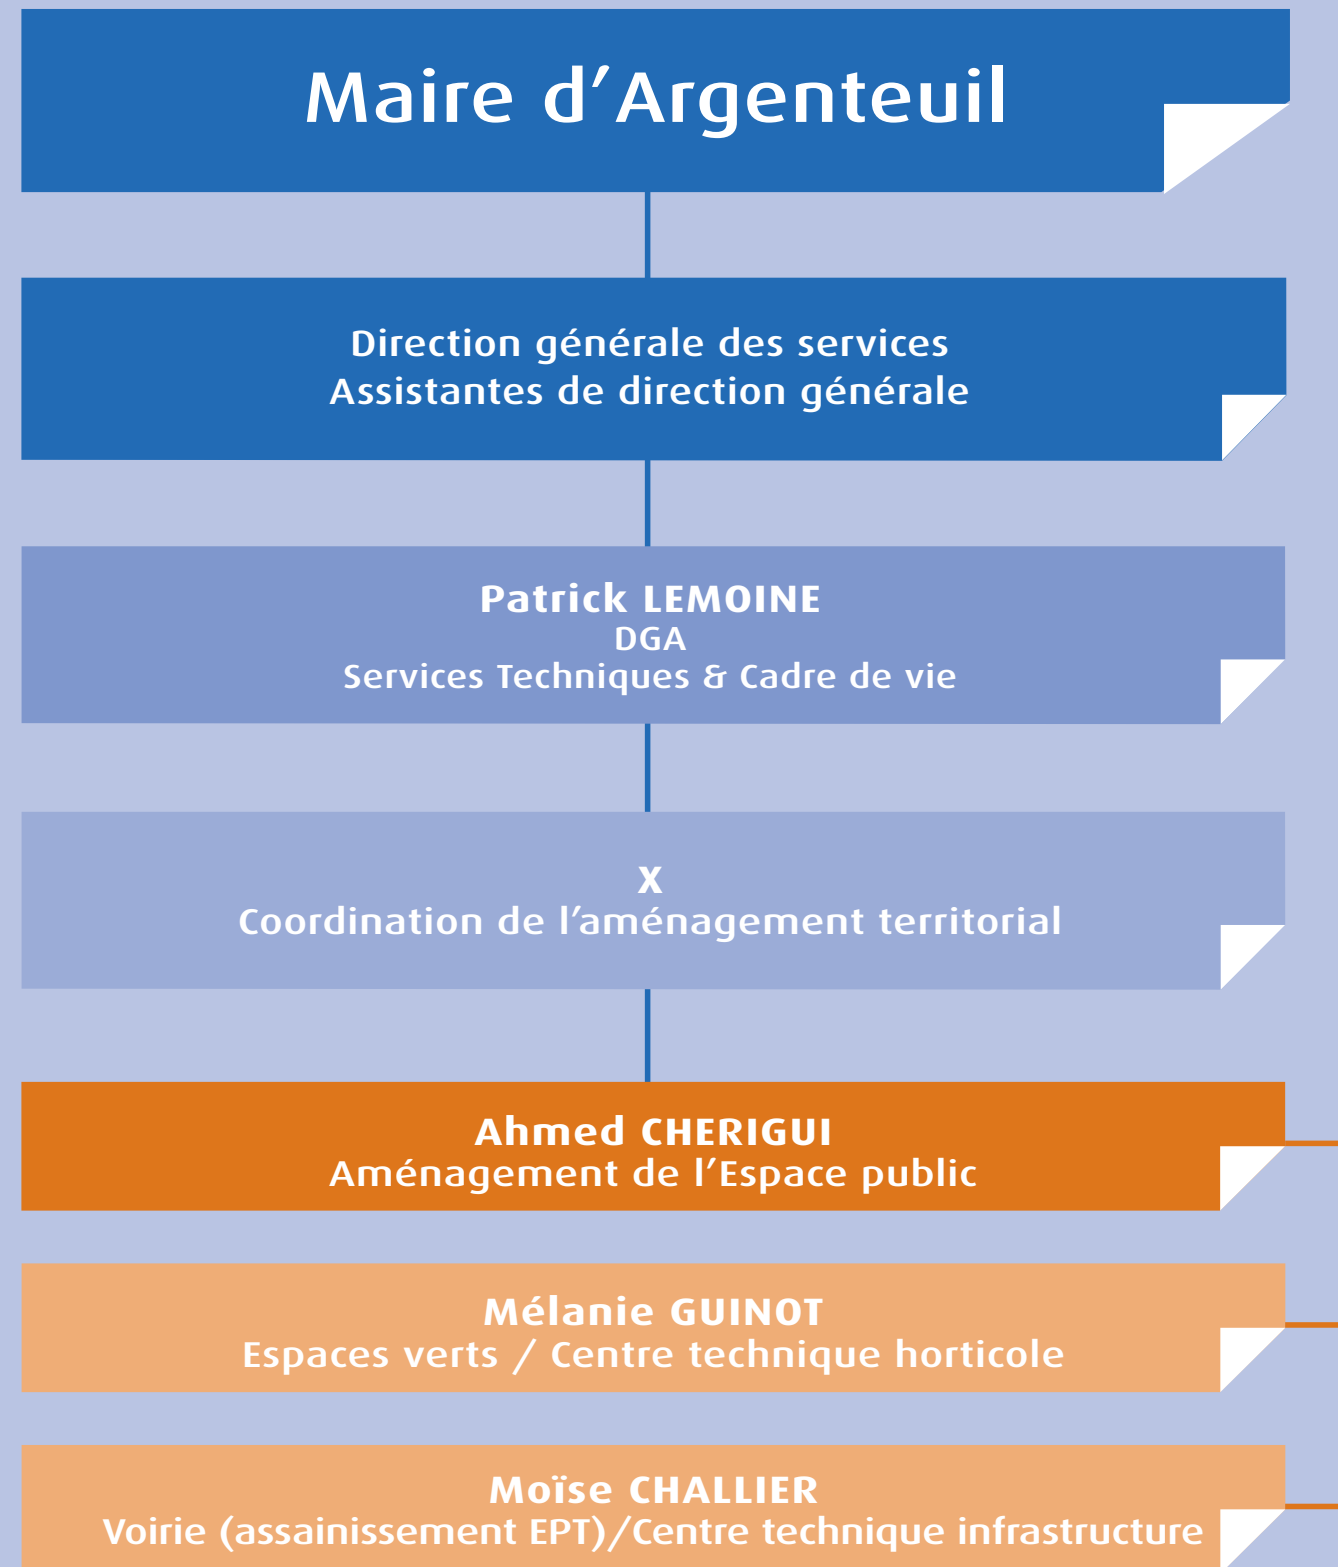 Maire d’Argenteuil
Direction générale des services
Assistantes de direction générale
Patrick LEMOINE
DGA
Services Techniques & Cadre de vie
X
Coordination de l’aménagement territorial
Ahmed CHERIGUI
Aménagement de l’Espace public
Mélanie GUINOT
Espaces verts / Centre technique horticole
Moïse CHALLIER
Voirie (assainissement EPT)/Centre technique infrastructure